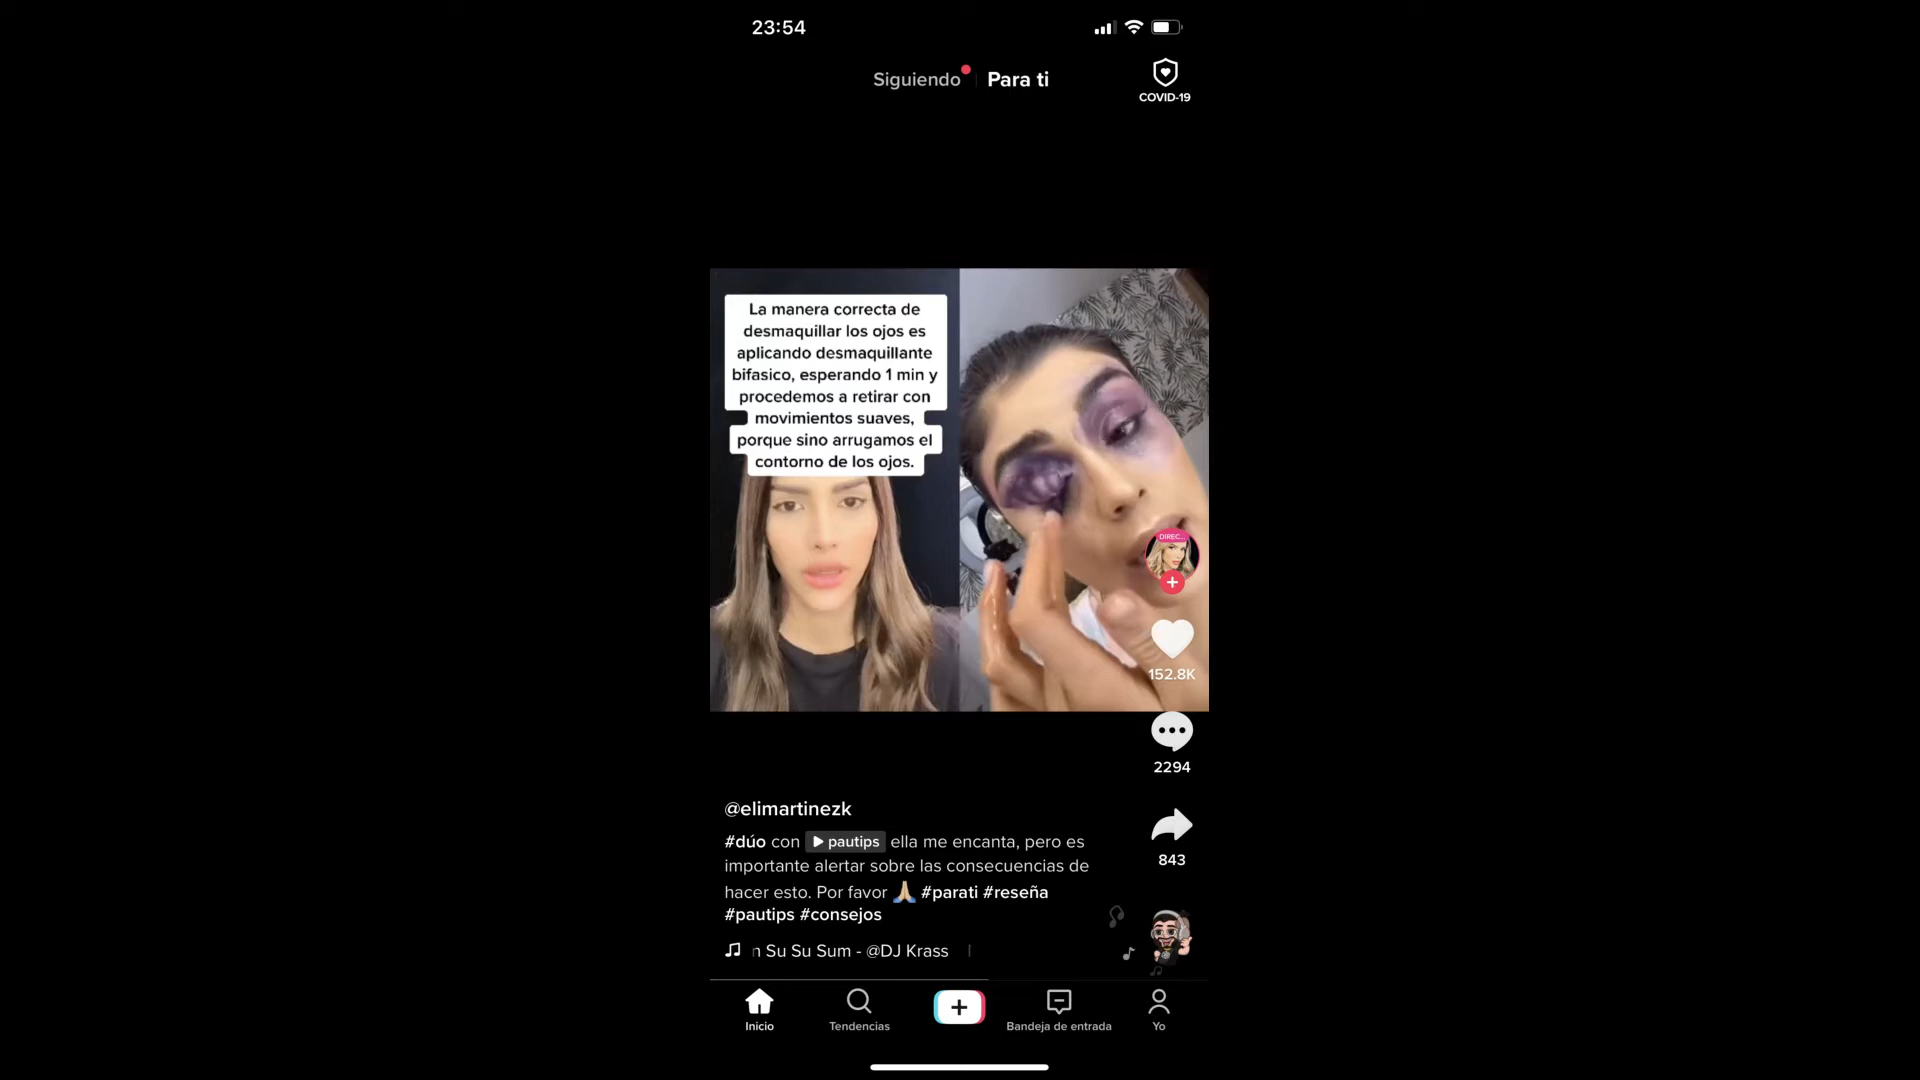 23:54
Siguiendo
Para ti
COVID-19
La manera correcta de
desmaquillar los ojos es
aplicando desmaquillante
bifasico, esperando 1 min y
procedemos a retirar con
movimientos suaves,
porque sino arrugamos el
contorno de los ojos.
DIREC...
152.8K
2294
843
@elimartinezk
#dúo con pautips ella me encanta, pero es
importante alertar sobre las consecuencias de
hacer esto. Por favor 🙏🏼 #parati #reseña
#pautips #consejos
n Su Su Sum - @DJ Krass
Inicio
Tendencias
Bandeja de entrada
Yo